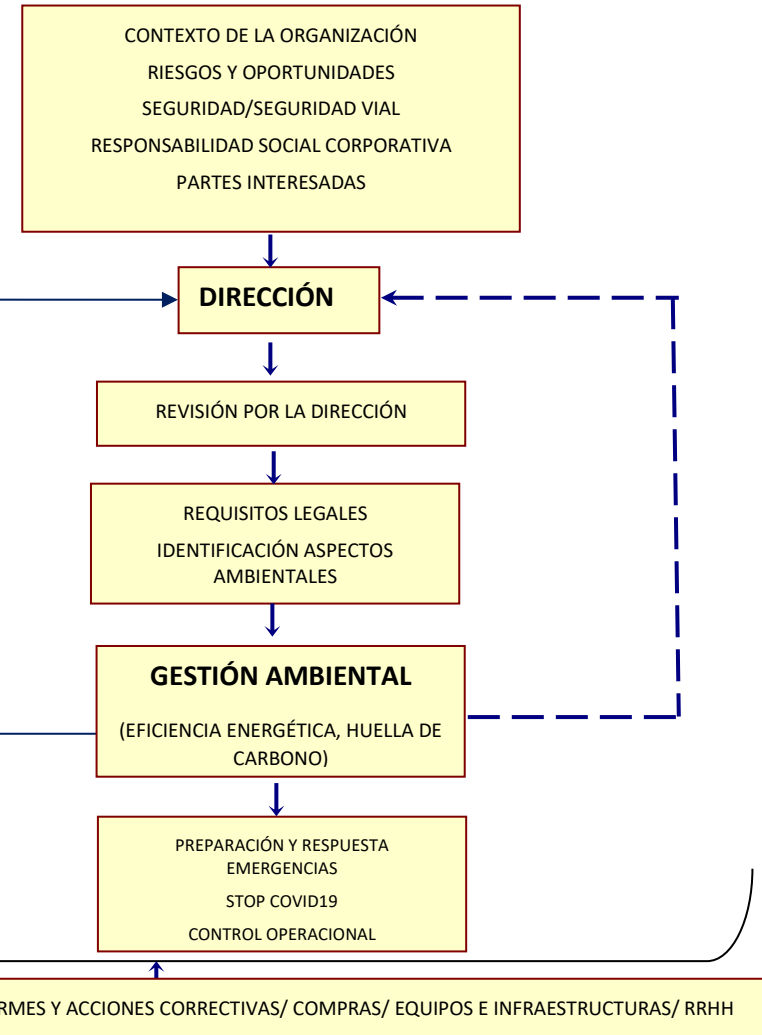 CONTEXTO DE LA ORGANIZACIÓN
RIESGOS Y OPORTUNIDADES
SEGURIDAD/SEGURIDAD VIAL
RESPONSABILIDAD SOCIAL CORPORATIVA
PARTES INTERESADAS
DIRECCIÓN
REVISIÓN POR LA DIRECCIÓN
REQUISITOS LEGALES
IDENTIFICACIÓN ASPECTOS
AMBIENTALES
GESTIÓN AMBIENTAL
(EFICIENCIA ENERGÉTICA, HUELLA DE
CARBONO)
PREPARACIÓN Y RESPUESTA
EMERGENCIAS
STOP COVID19
CONTROL OPERACIONAL
RMES Y ACCIONES CORRECTIVAS/ COMPRAS/ EQUIPOS E INFRAESTRUCTURAS/ RRHH